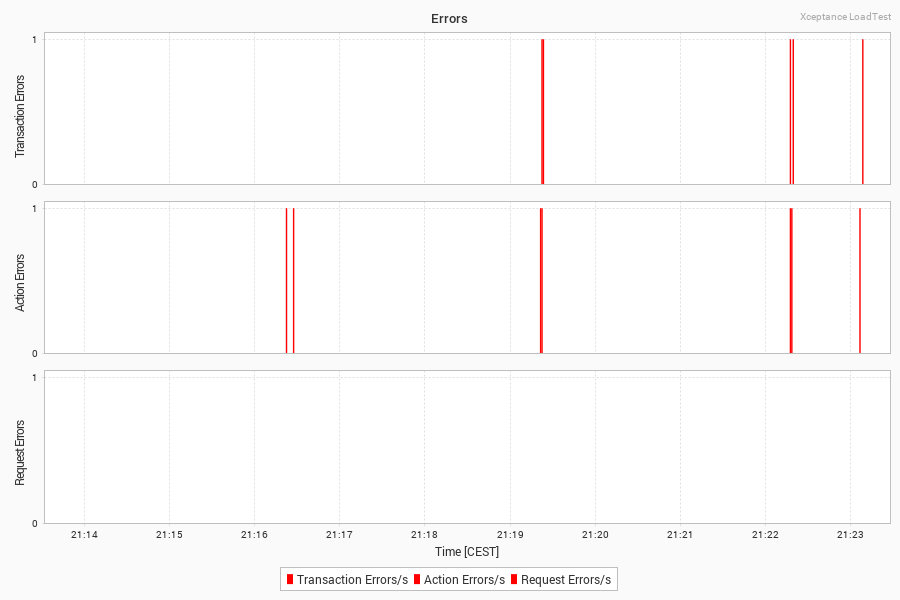 Errors
Xceptance LoadTest
1
Transaction Errors
0
1
Action Errors
0
1
Request Errors
0
21:14 21:15 21:16 21:17 21:18 21:19 21:20 21:21 21:22 21:23
Time [CEST]
Transaction Errors/s Action Errors/s Request Errors/s